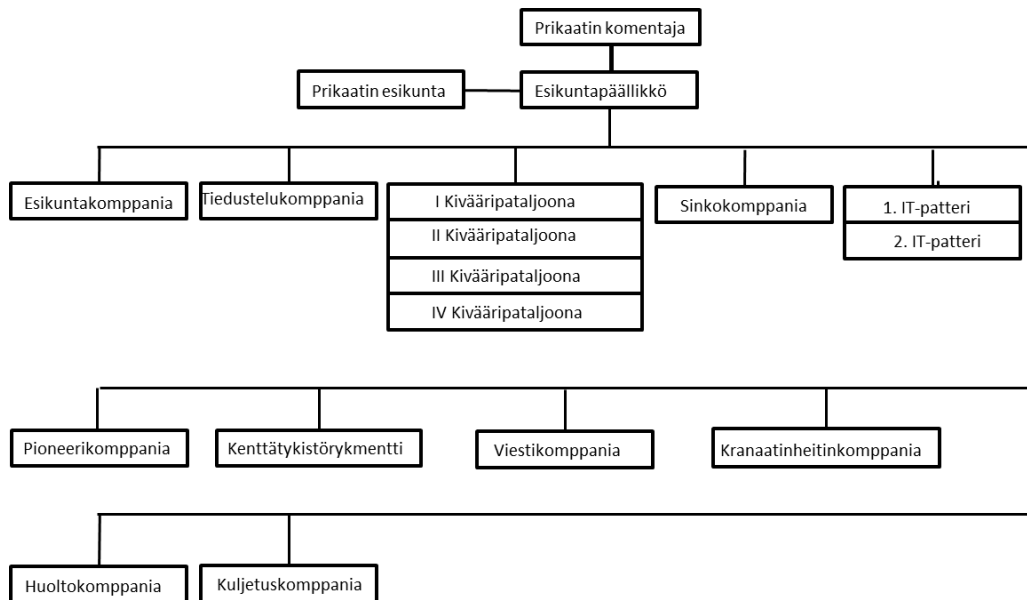 Prikaatin komentaja
Prikaatin esikunta
Esikuntapäällikkö
Esikuntakomppania
Tiedustelukomppania
I Kivääripataljoona
II Kivääripataljoona
III Kivääripataljoona
IV Kivääripataljoona
Sinkokomppania
1. IT-patteri
2. IT-patteri
Pioneerikomppania
Kenttätykistörykmentti
Viestikomppania
Kranaatinheitinkomppania
Huoltokomppania
Kuljetuskomppania